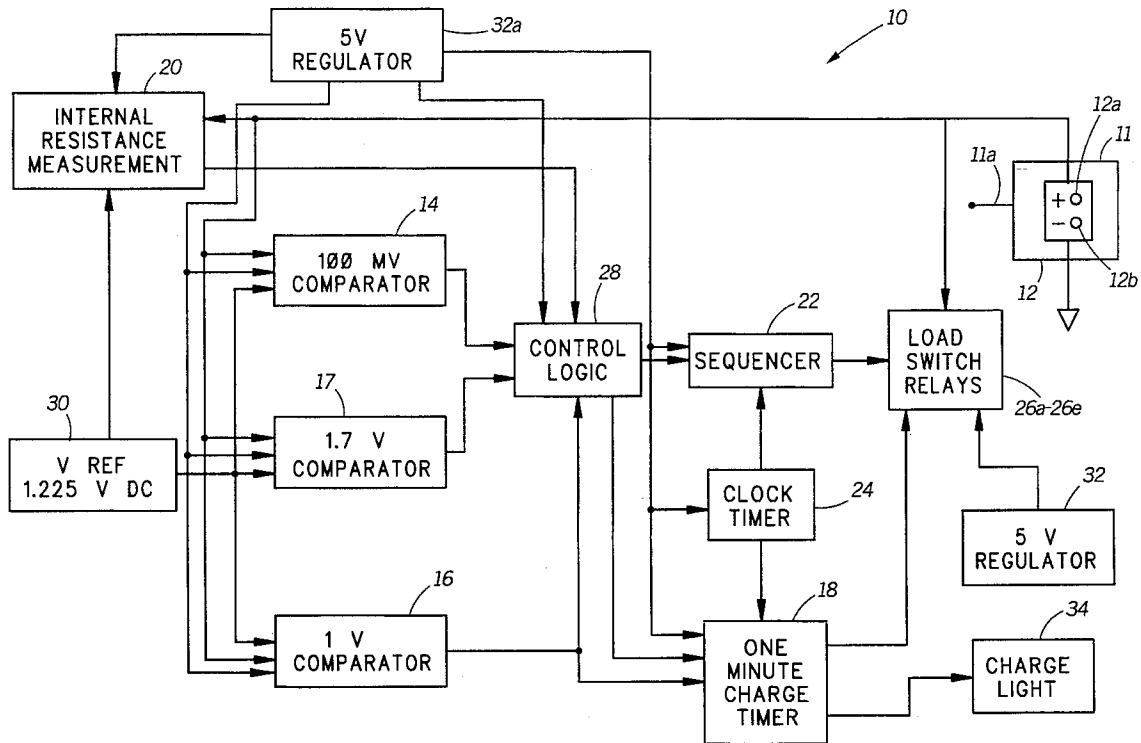 5V
REGULATOR
32a
10
20
INTERNAL
RESISTANCE
MEASUREMENT
12a
11
11a
+
−
12
12b
14
100 MV
COMPARATOR
28
CONTROL
LOGIC
22
SEQUENCER
LOAD
SWITCH
RELAYS
26a-26e
17
1.7 V
COMPARATOR
30
V REF
1.225 V DC
CLOCK
TIMER
24
32
5 V
REGULATOR
16
1 V
COMPARATOR
18
ONE
MINUTE
CHARGE
TIMER
34
CHARGE
LIGHT